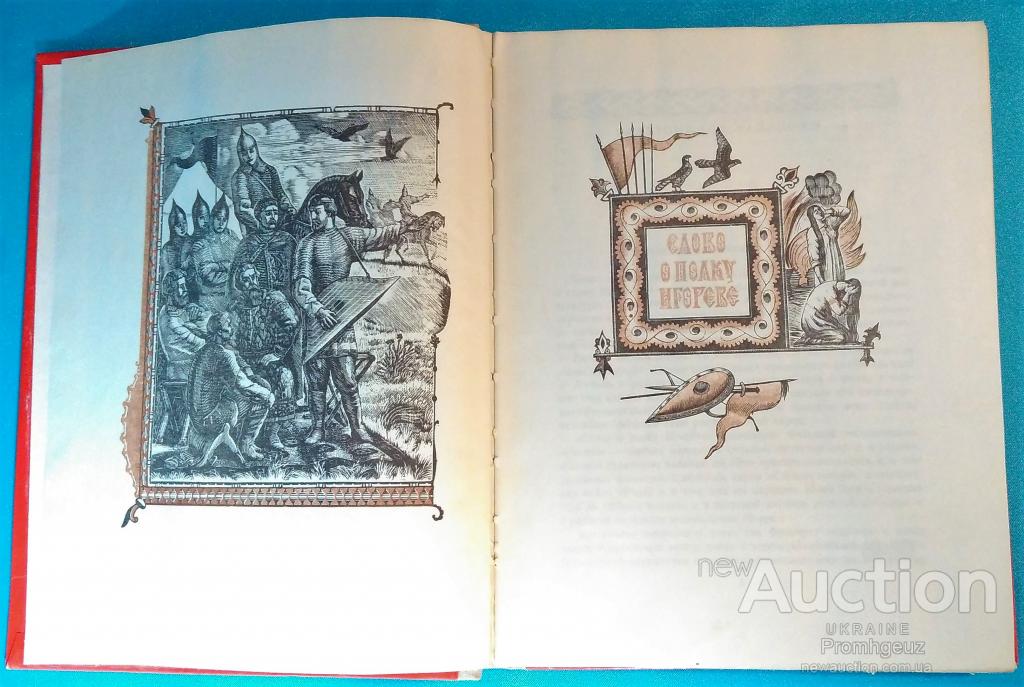 СЛОВО
О ПОЛКУ
ИГОРЕВЕ
new Auction
UKRAINE
Promhgeuz
newauction.com.ua